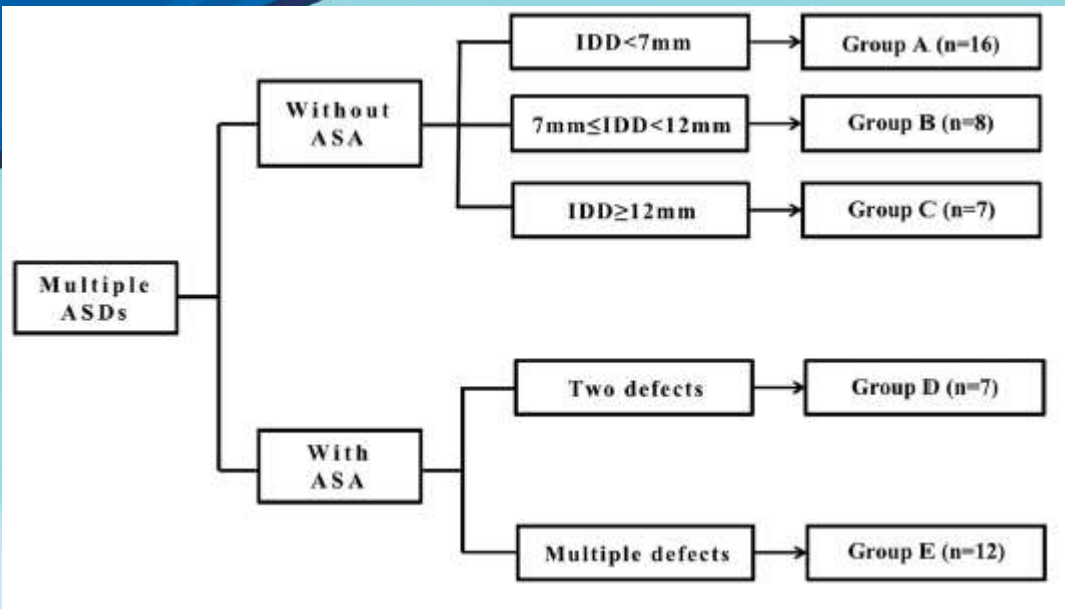 Multiple
ASDs
Without
ASA
IDD<7mm
Group A (n=16)
7mm≤IDD<12mm
Group B (n=8)
IDD≥12mm
Group C (n=7)
With
ASA
Two defects
Group D (n=7)
Multiple defects
Group E (n=12)